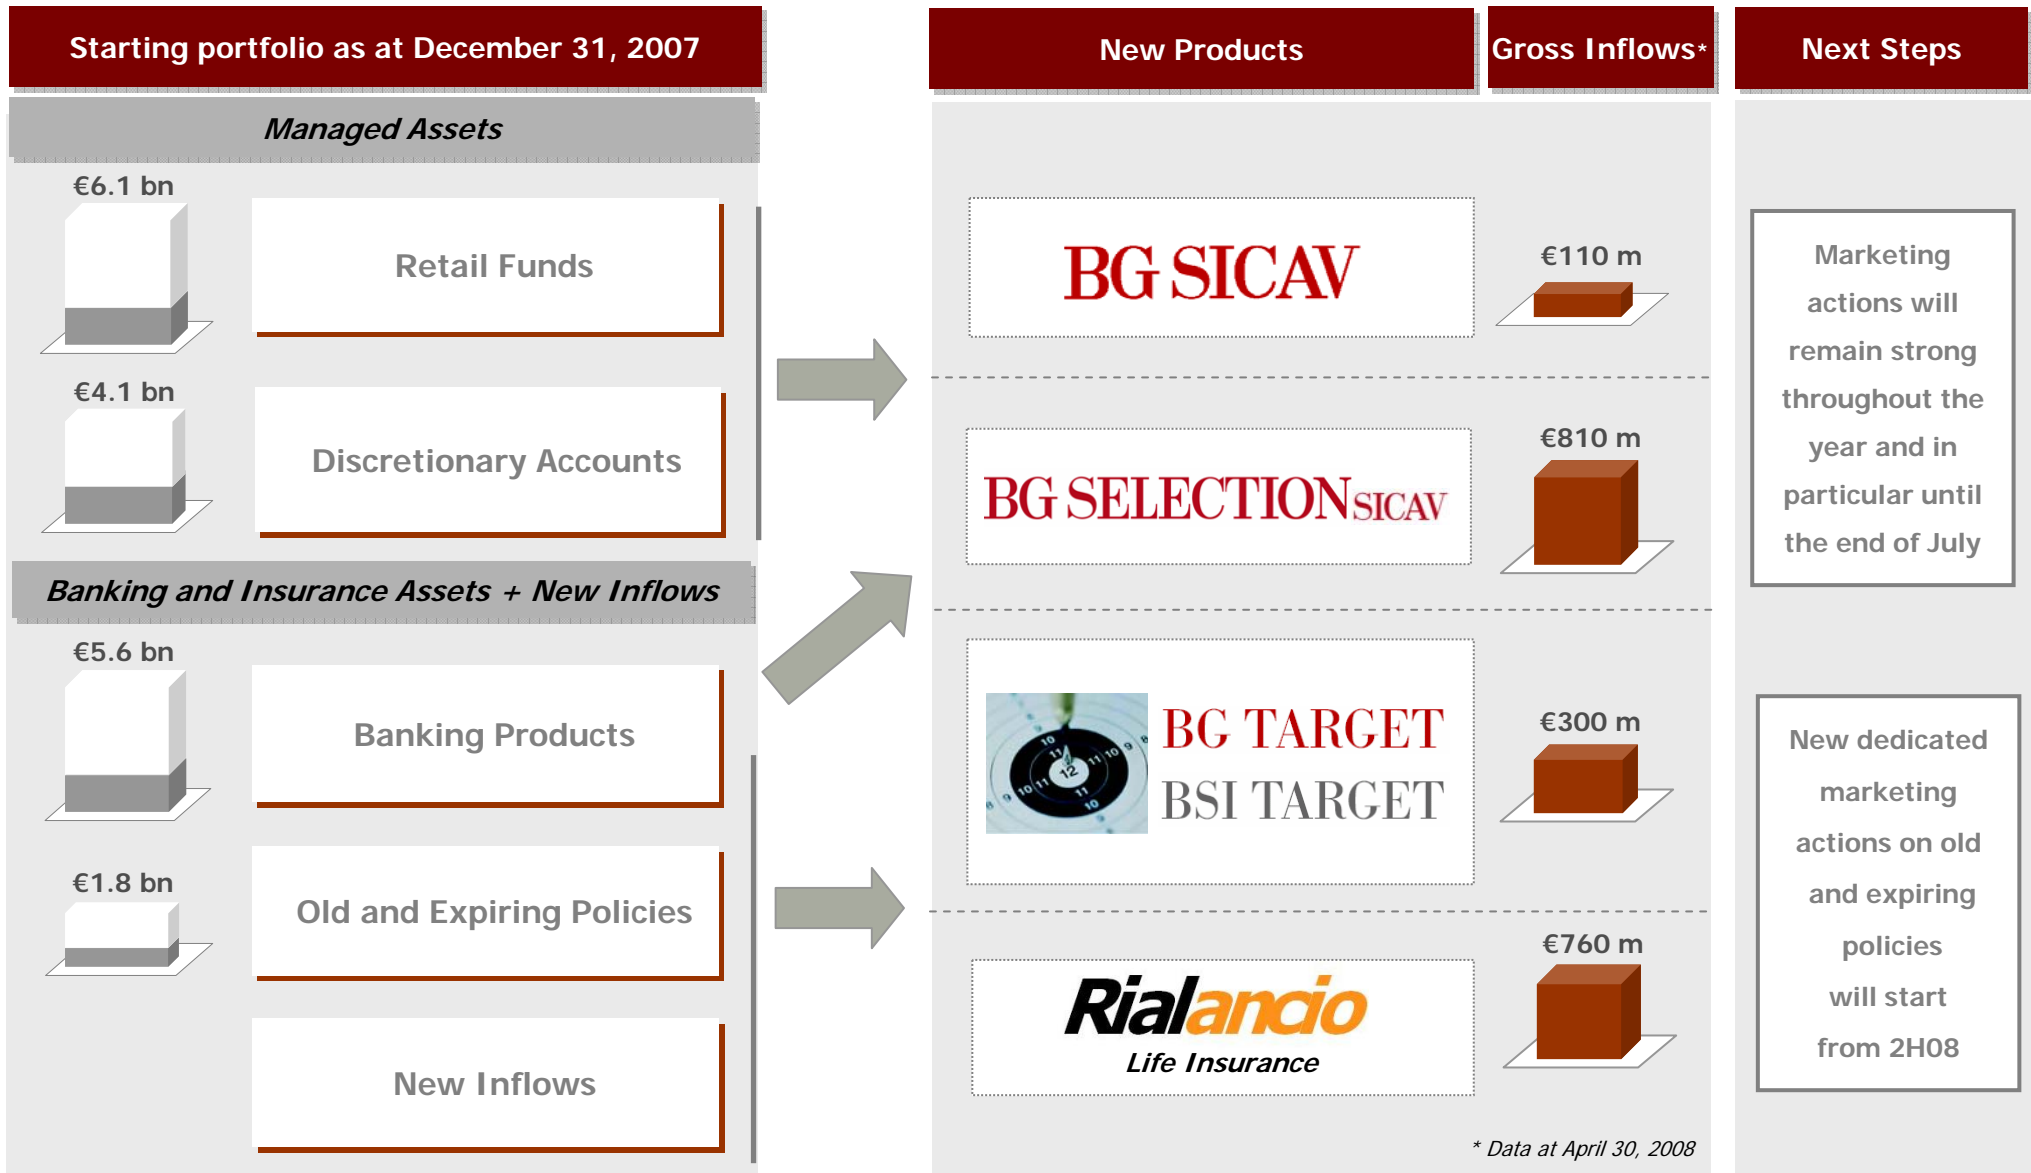 Starting portfolio as at December 31, 2007
Managed Assets
€6.1 bn
Retail Funds
€4.1 bn
Discretionary Accounts
Banking and Insurance Assets + New Inflows
€5.6 bn
Banking Products
€1.8 bn
Old and Expiring Policies
New Inflows
New Products
Gross Inflows*
BG SICAV
€110 m
BG SELECTION SICAV
€810 m
BG TARGET
BSI TARGET
€300 m
Rialancio
Life Insurance
€760 m
* Data at April 30, 2008
Next Steps
Marketing
actions will
remain strong
throughout the
year and in
particular until
the end of July
New dedicated
marketing
actions on old
and expiring
policies
will start
from 2H08